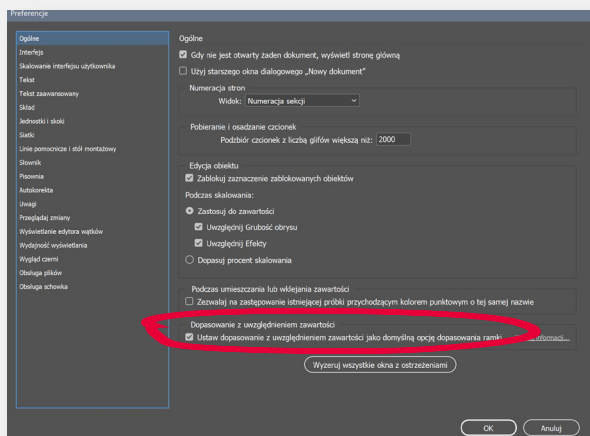 Preferencje
Ogólne
Interfejs
Skalowanie interfejsu użytkownika
Tekst
Tekst zaawansowany
Skład
Jednostki i skoki
Siatki
Linie pomocnicze i stół montażowy
Słownik
Pisownia
Autokorekta
Uwagi
Przeglądaj zmiany
Wyświetlanie edytora wątków
Wydajność wyświetlania
Wygląd czerni
Obsługa plików
Obsługa schowka
Ogólne
Gdy nie jest otwarty żaden dokument, wyświetl stronę główną
Użyj starszego okna dialogowego „Nowy dokument”
Numeracja stron
Widok: Numeracja sekcji
Pobieranie i osadzanie czcionek
Podzbiór czcionek z liczbą glifów większą niż: 2000
Edycja obiektu
Zablokuj zaznaczenie zablokowanych obiektów
Podczas skalowania:
Zastosuj do zawartości
Uwzględnij Grubość obrysu
Uwzględnij Efekty
Dopasuj procent skalowania
Podczas umieszczania lub wklejania zawartości
Zezwalaj na zastępowanie istniejącej próbki przychodzącym kolorem punktowym o tej samej nazwie
Dopasowanie z uwzględnieniem zawartości
Ustaw dopasowanie z uwzględnieniem zawartości jako domyślną opcję dopasowania ramki informacji...
Wyzeruj wszystkie okna z ostrzeżeniami
OK
Anuluj